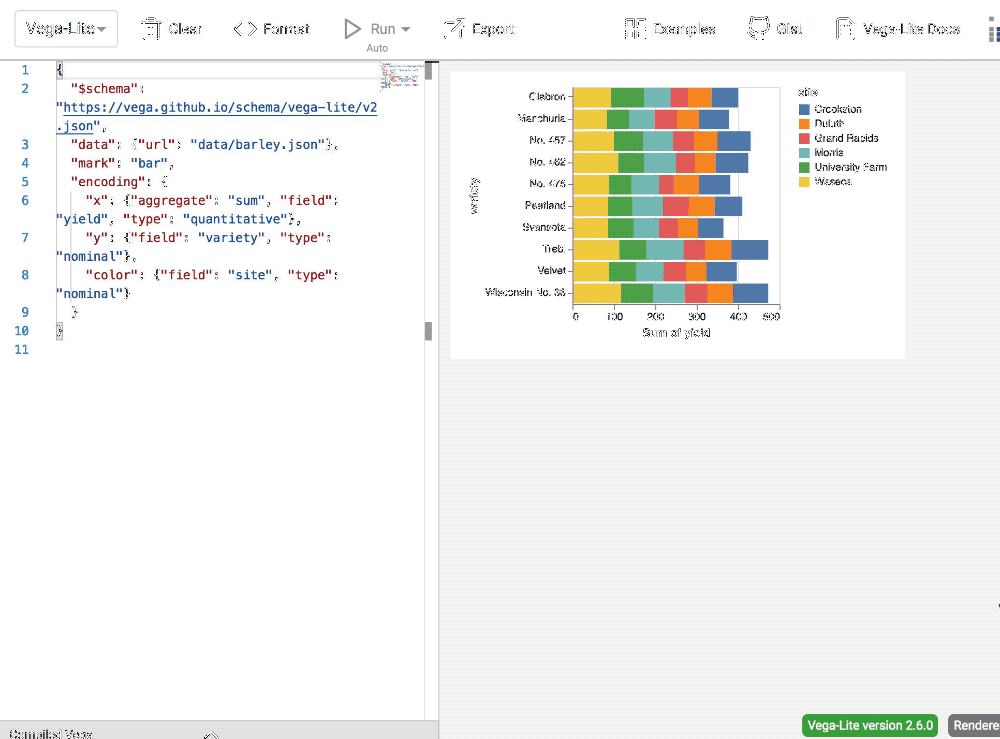 Vega-Lite Clear Format Run Export Examples Gist Vega-Lite Docs
Auto
1 {
2 "$schema":
"https://vega.github.io/schema/vega-lite/v2
.json",
3 "data": {"url": "data/barley.json"},
4 "mark": "bar",
5 "encoding": {
6 "x": {"aggregate": "sum", "field":
"yield", "type": "quantitative"},
7 "y": {"field": "variety", "type":
"nominal"},
8 "color": {"field": "site", "type":
"nominal"}
9 }
10 }
11
variety
Glabron
Manchuria
No. 457
No. 462
No. 475
Peatland
Svansota
Trebi
Velvet
Wisconsin No. 38
0 100 200 300 400 500
Sum of yield
site
Crookston
Duluth
Grand Rapids
Morris
University Farm
Waseca
Compiled Vega
Vega-Lite version 2.6.0 Rendere